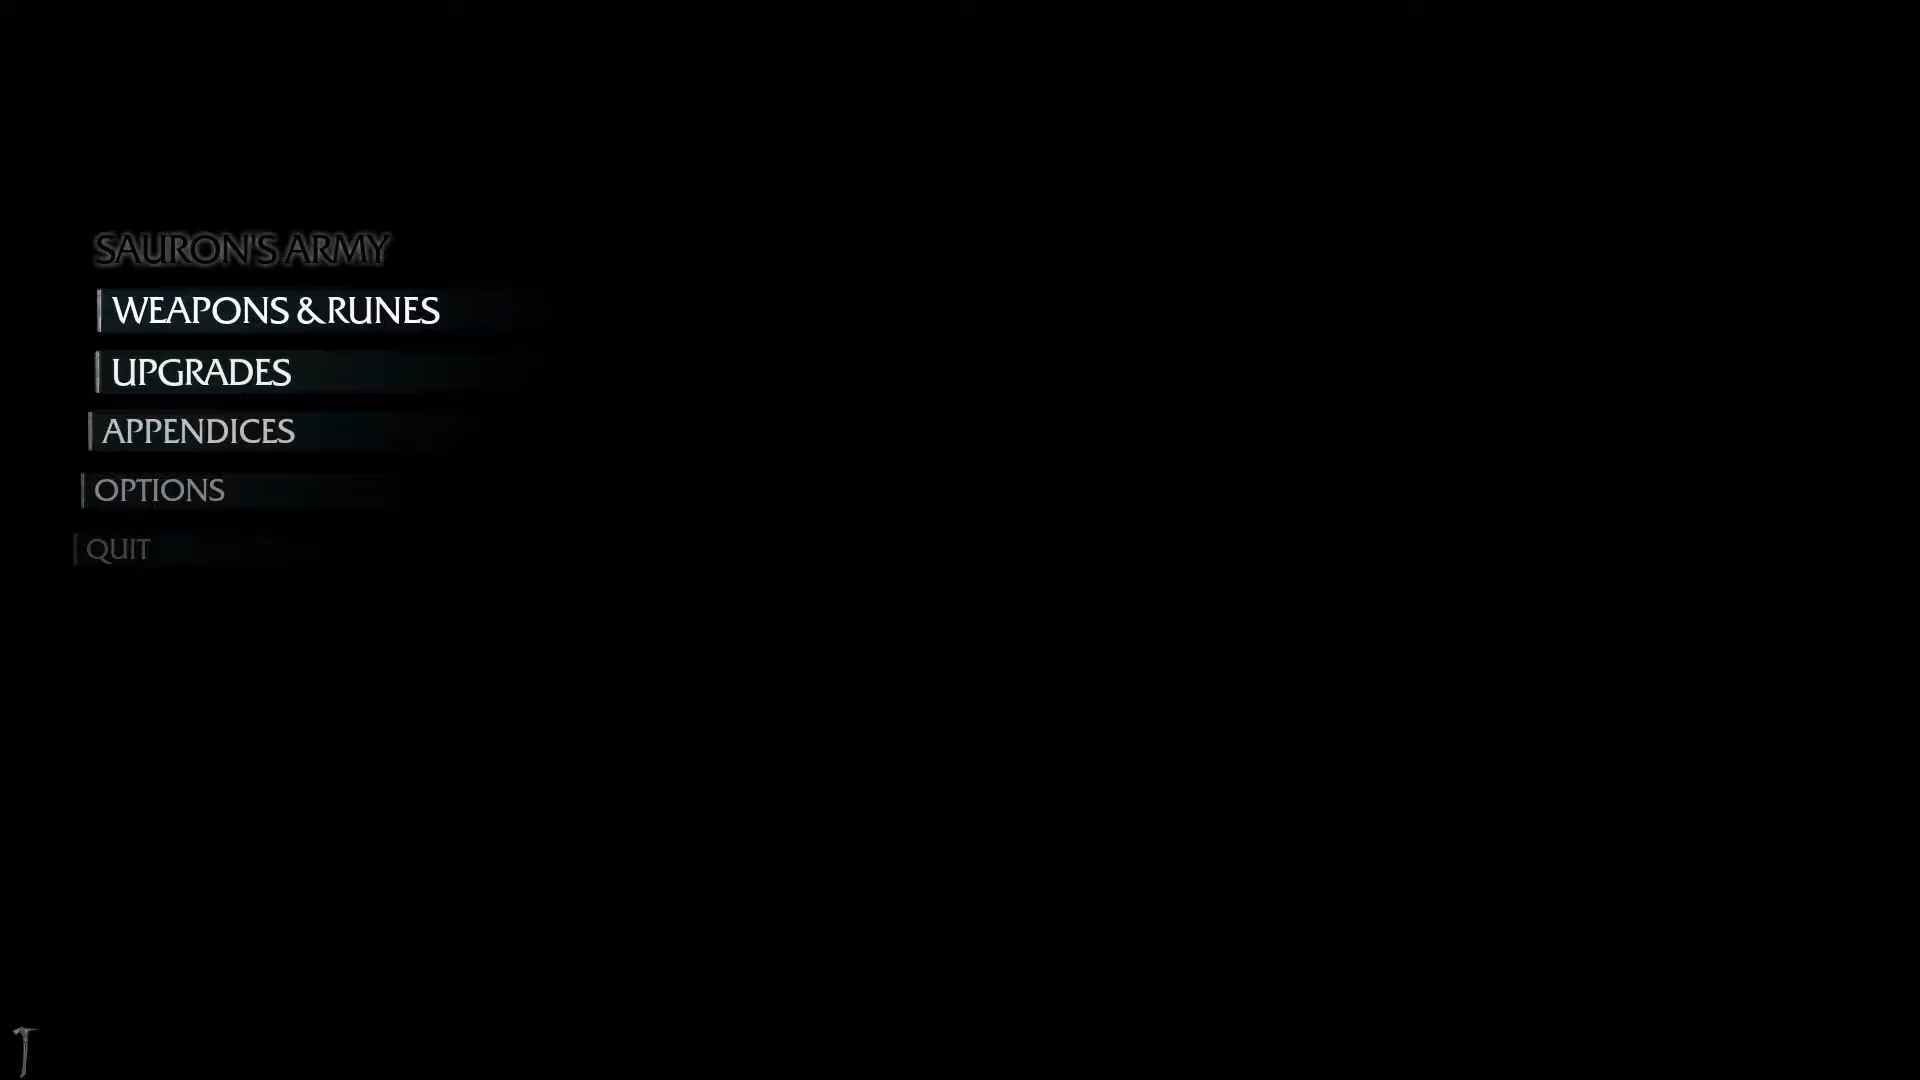 SAURON'S ARMY
WEAPONS & RUNES
UPGRADES
APPENDICES
OPTIONS
QUIT